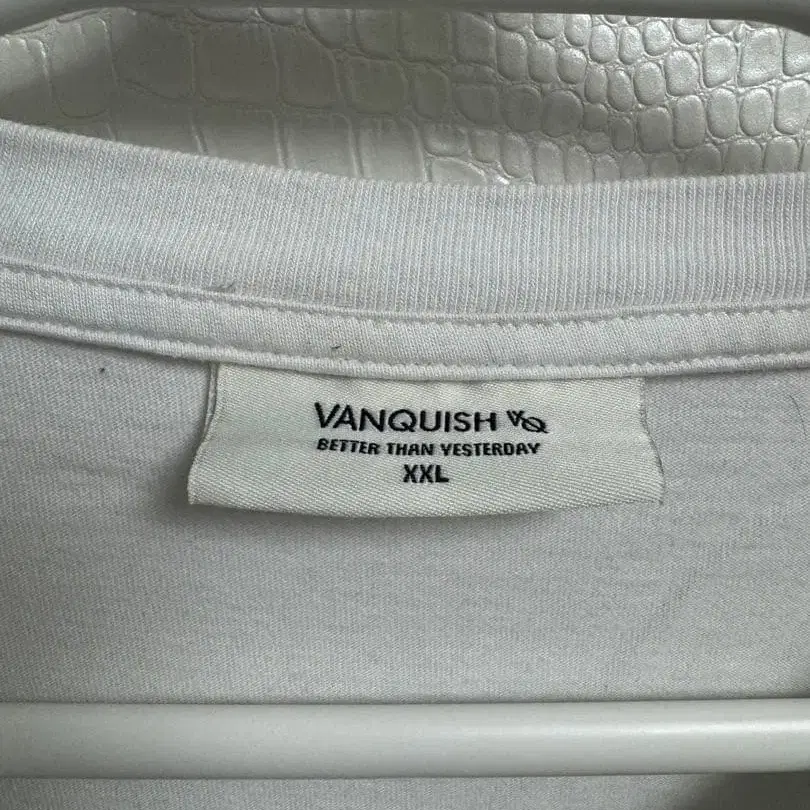 VANQUISH VQ
BETTER THAN YESTERDAY
XXL